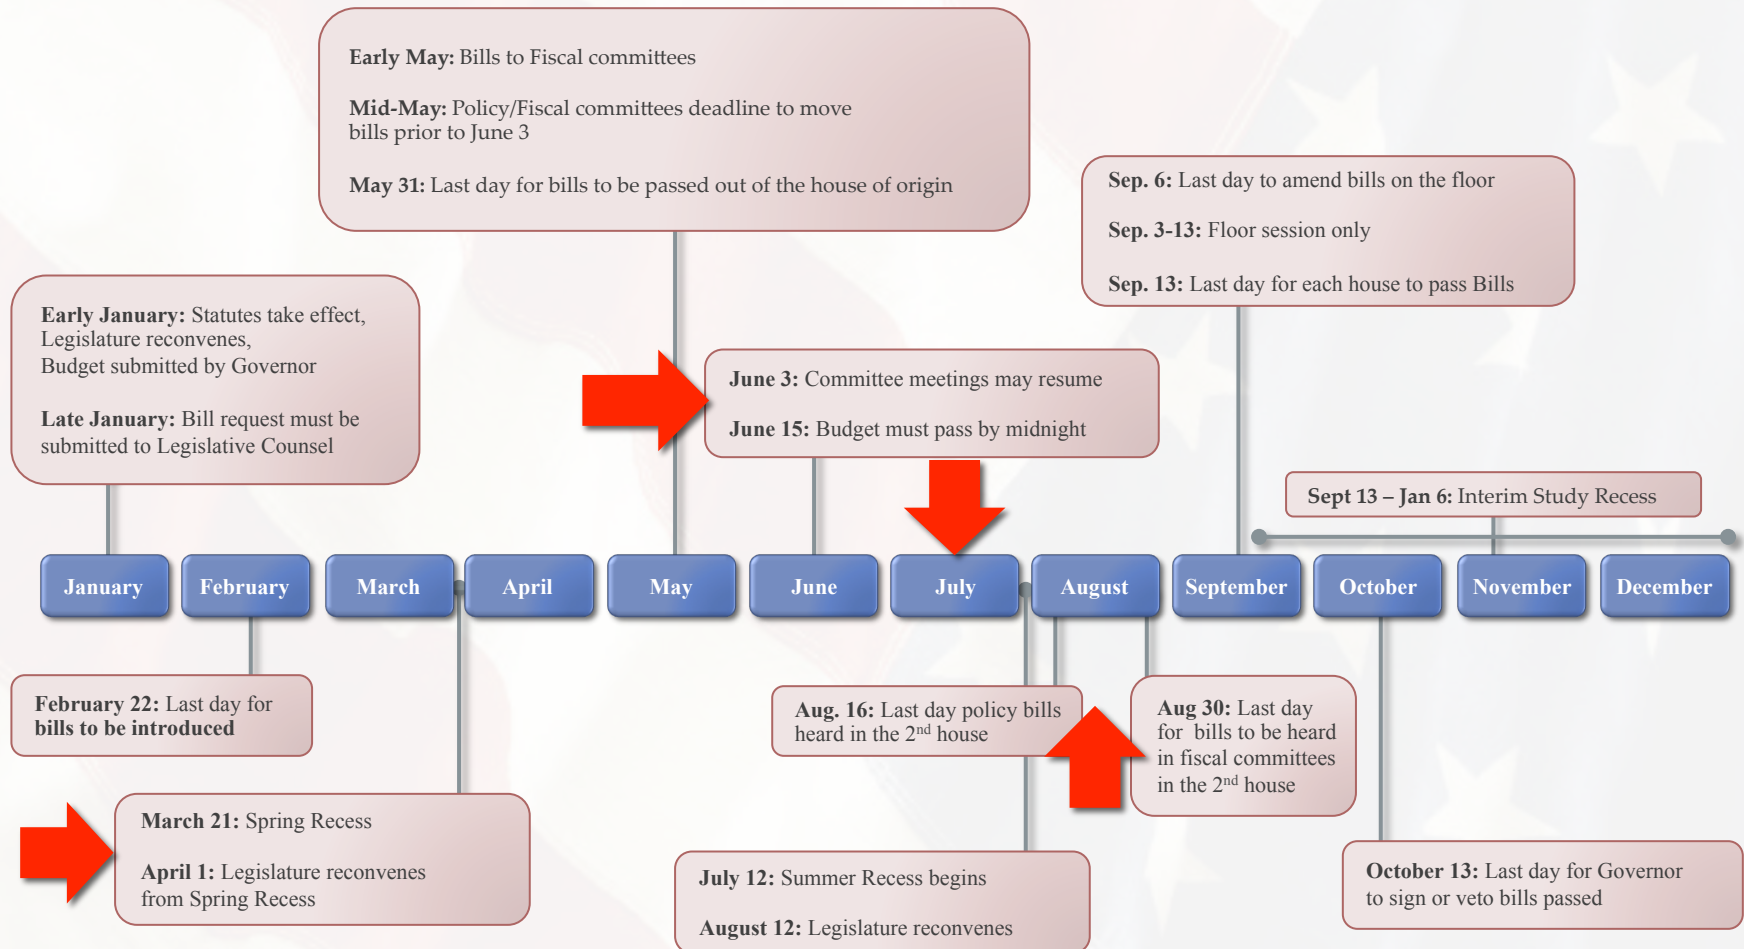 Early May: Bills to Fiscal committees
Mid-May: Policy/Fiscal committees deadline to move
bills prior to June 3
May 31: Last day for bills to be passed out of the house of origin
Sep. 6: Last day to amend bills on the floor
Sep. 3-13: Floor session only
Sep. 13: Last day for each house to pass Bills
Early January: Statutes take effect,
Legislature reconvenes,
Budget submitted by Governor
Late January: Bill request must be
submitted to Legislative Counsel
June 3: Committee meetings may resume
June 15: Budget must pass by midnight
Sept 13 – Jan 6: Interim Study Recess
January
February
March
April
May
June
July
August
September
October
November
December
February 22: Last day for
bills to be introduced
Aug. 16: Last day policy bills
heard in the 2nd house
Aug 30: Last day
for bills to be heard
in fiscal committees
in the 2nd house
March 21: Spring Recess
April 1: Legislature reconvenes
from Spring Recess
July 12: Summer Recess begins
August 12: Legislature reconvenes
October 13: Last day for Governor
to sign or veto bills passed